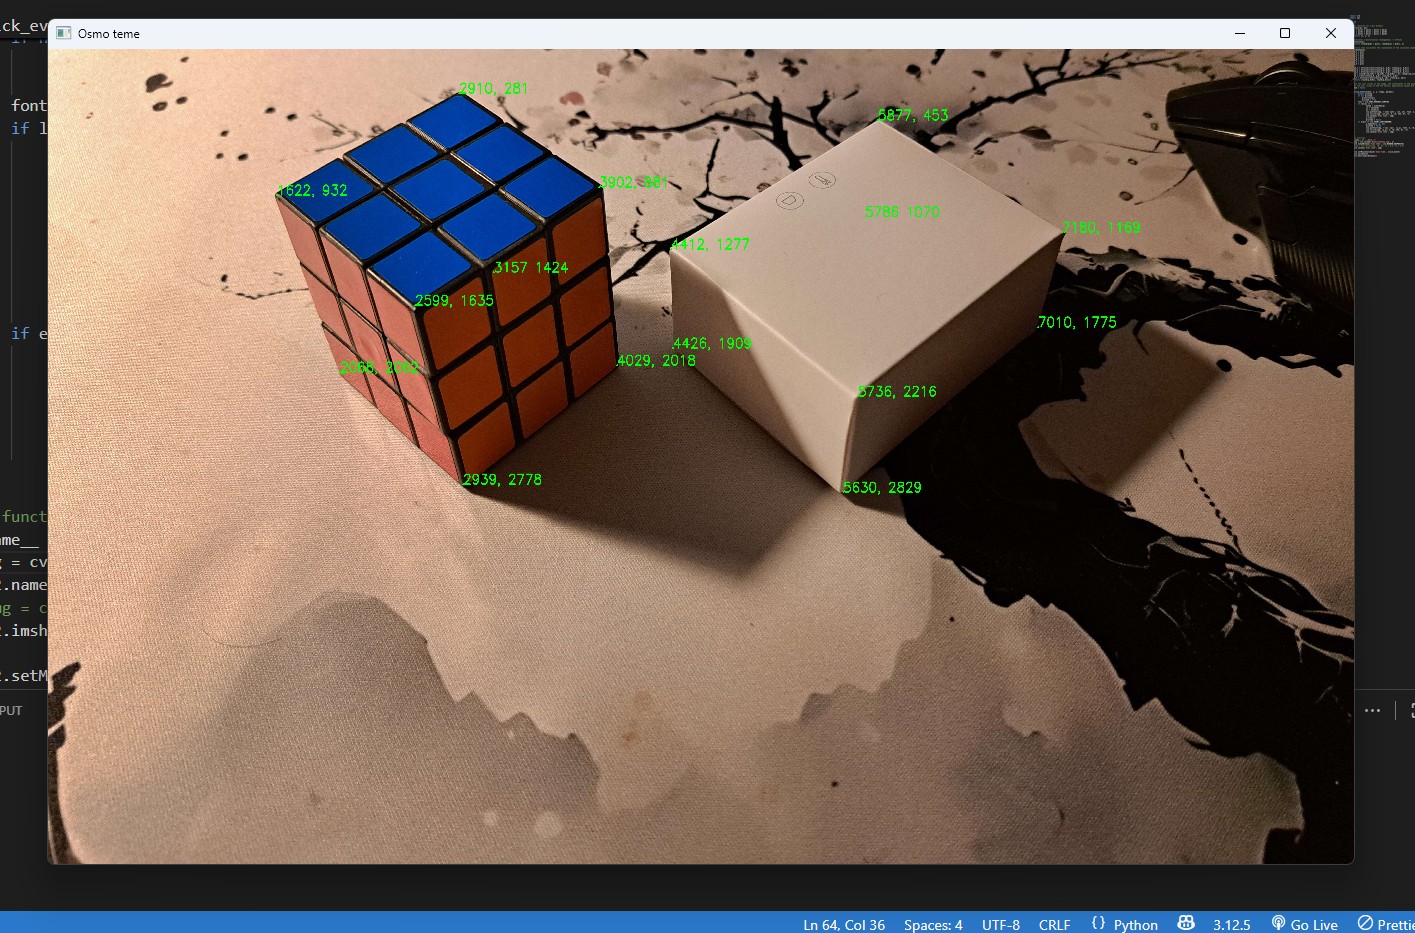 ck_ev
Osmo teme
font
if l
if e
funct
me__
g = cv
.name
g = c
.imsh
.setM
PUT
2910, 281
5877, 453
1622, 932
3902, 881
5786 1070
7180, 1169
4412, 1277
3157 1424
2599, 1635
7010, 1775
4426, 1909
4029, 2018
5736, 2216
2939, 2778
5630, 2829
Ln 64, Col 36 Spaces: 4 UTF-8 CRLF {} Python 3.12.5 Go Live Prettie